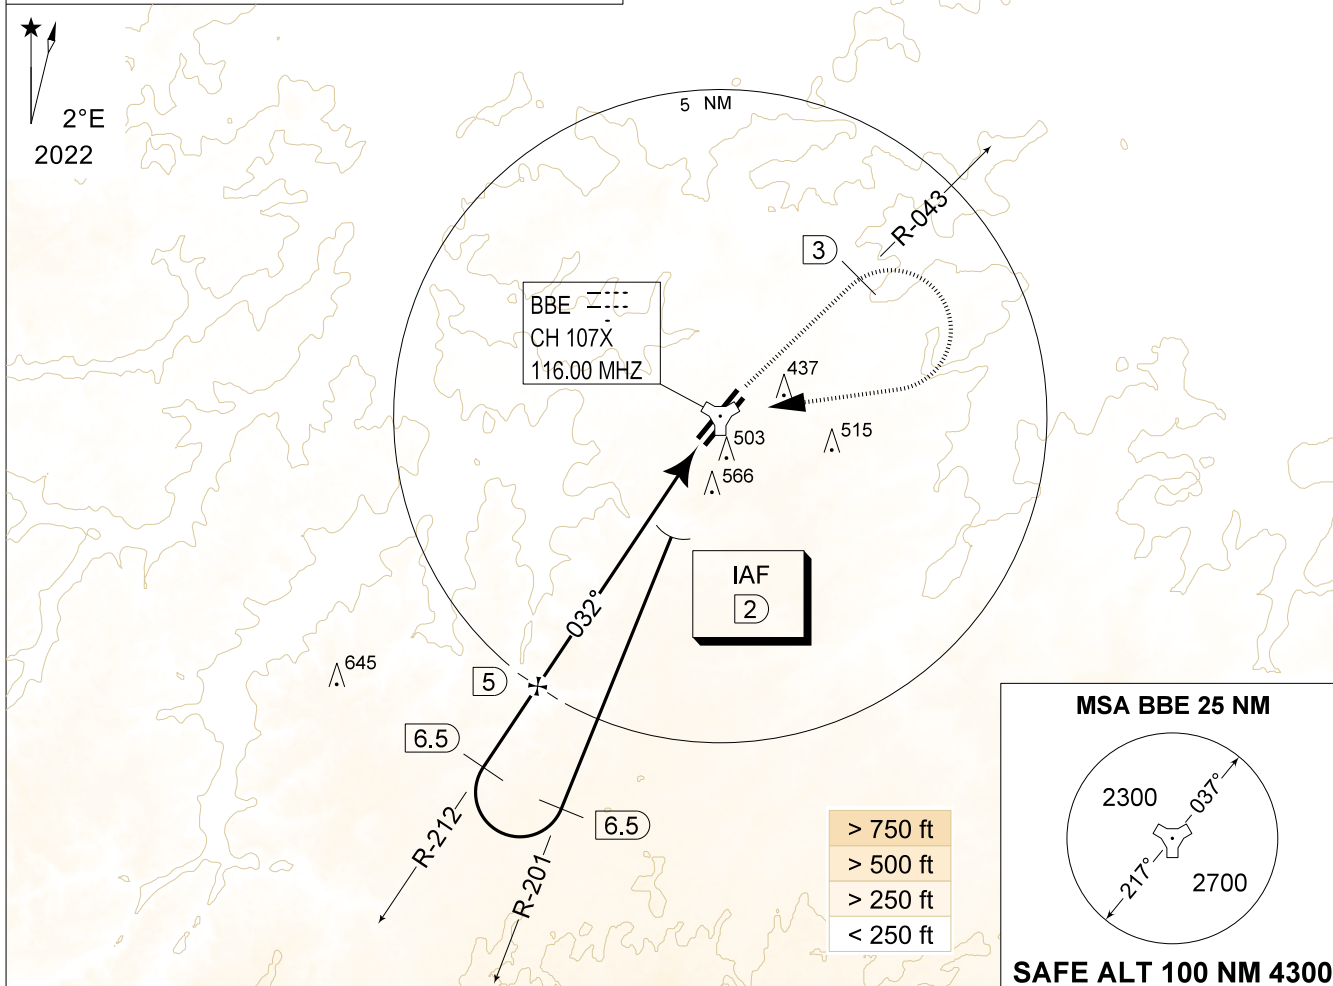 2°E
2022
5 NM
R-043
3
BBE
CH 107X
116.00 MHZ
437
503
515
566
IAF
2
032°
645
5
6.5
6.5
R-212
R-201
> 750 ft
> 500 ft
> 250 ft
< 250 ft
MSA BBE 25 NM
2300
037°
217°
2700
SAFE ALT 100 NM 4300